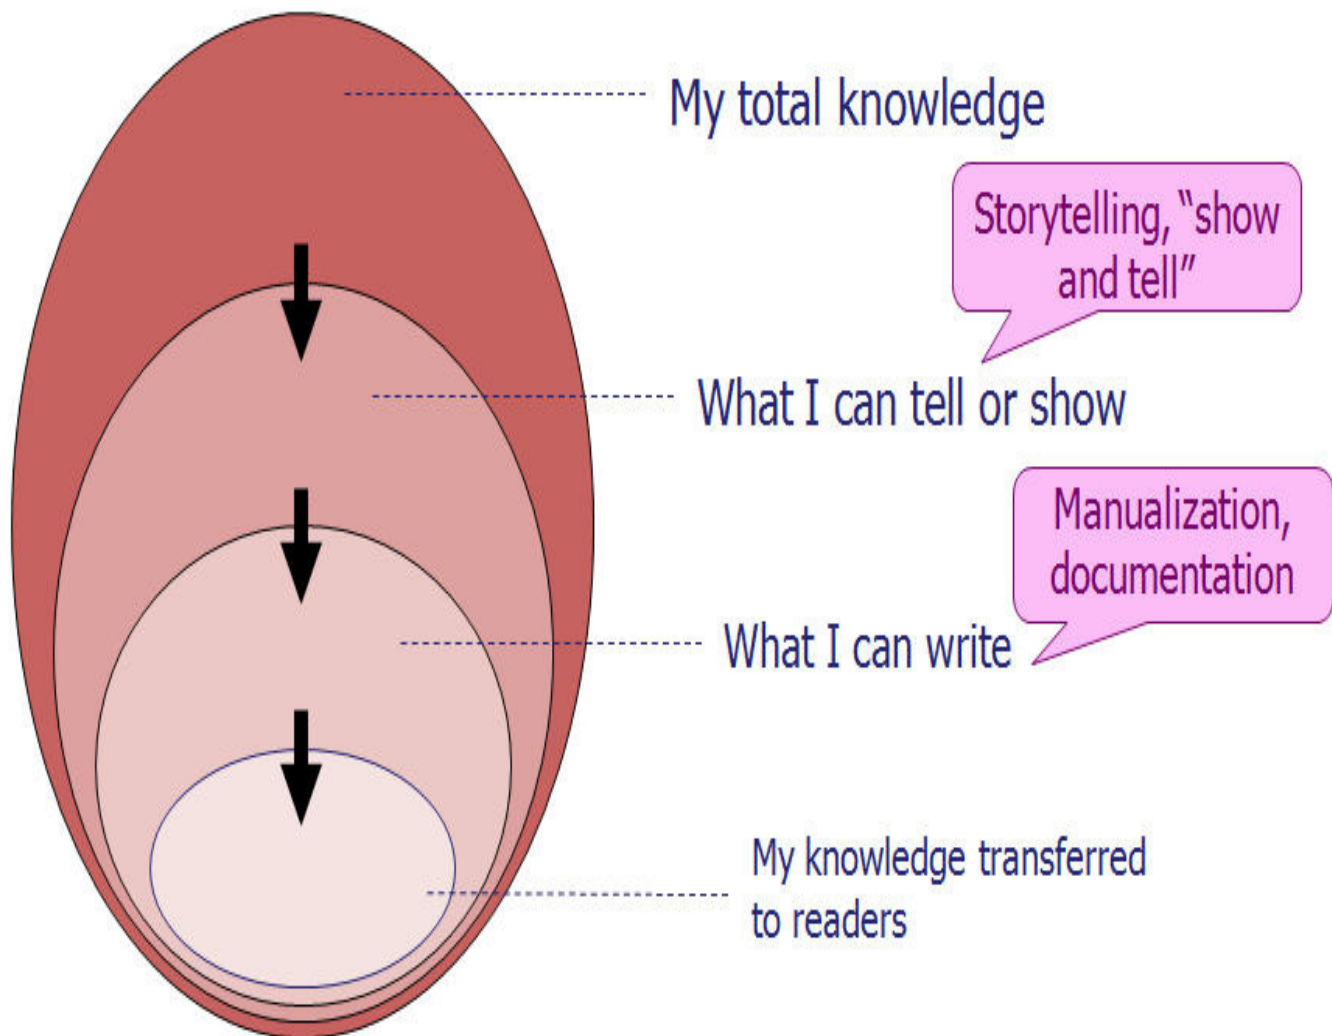 My total knowledge
Storytelling, “show
and tell”
What I can tell or show
Manualization,
documentation
What I can write
My knowledge transferred
to readers